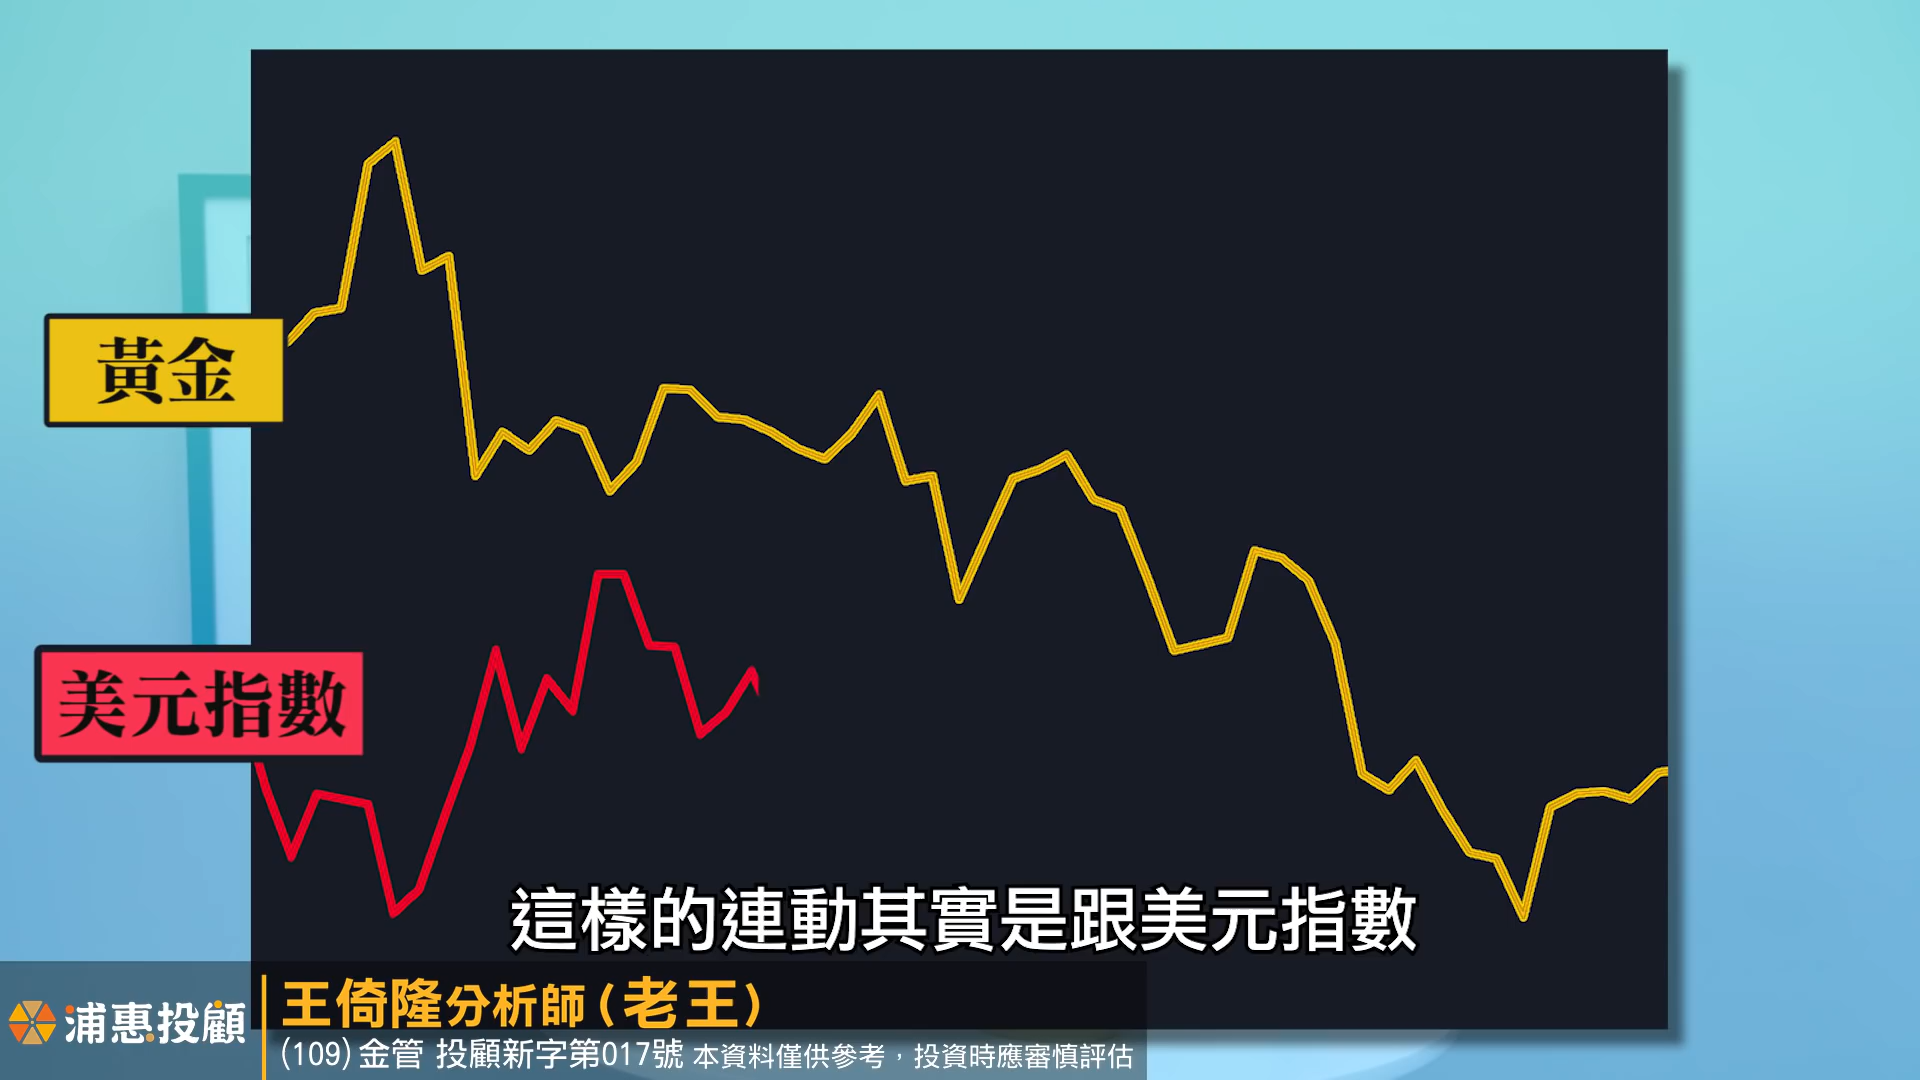 黃金
美元指數
這樣的連動其實是跟美元指數
浦惠投顧
王倚隆分析師(老王)
(109)金管 投顧新字第017號 本資料僅供參考，投資時應審慎評估